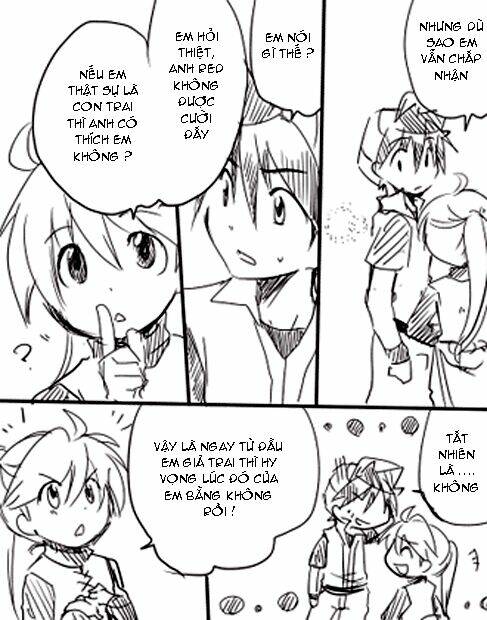 NHƯNG DÙ
SAO EM
VẪN CHẤP
NHẬN
EM NÓI
GÌ THẾ ?
EM HỎI
THIỆT,
ANH RED
KHÔNG
ĐƯỢC
CƯỜI
ĐẤY
NẾU EM
THẬT SỰ LÀ
CON TRAI
THÌ ANH CÓ
THÍCH EM
KHÔNG ?
?
TẤT
NHIÊN
LÀ ....
KHÔNG
VẬY LÀ NGAY TỪ ĐẦU
EM GIẢ TRAI THÌ HY
VỌNG LÚC ĐÓ CỦA
EM BẰNG KHÔNG
RỒI !